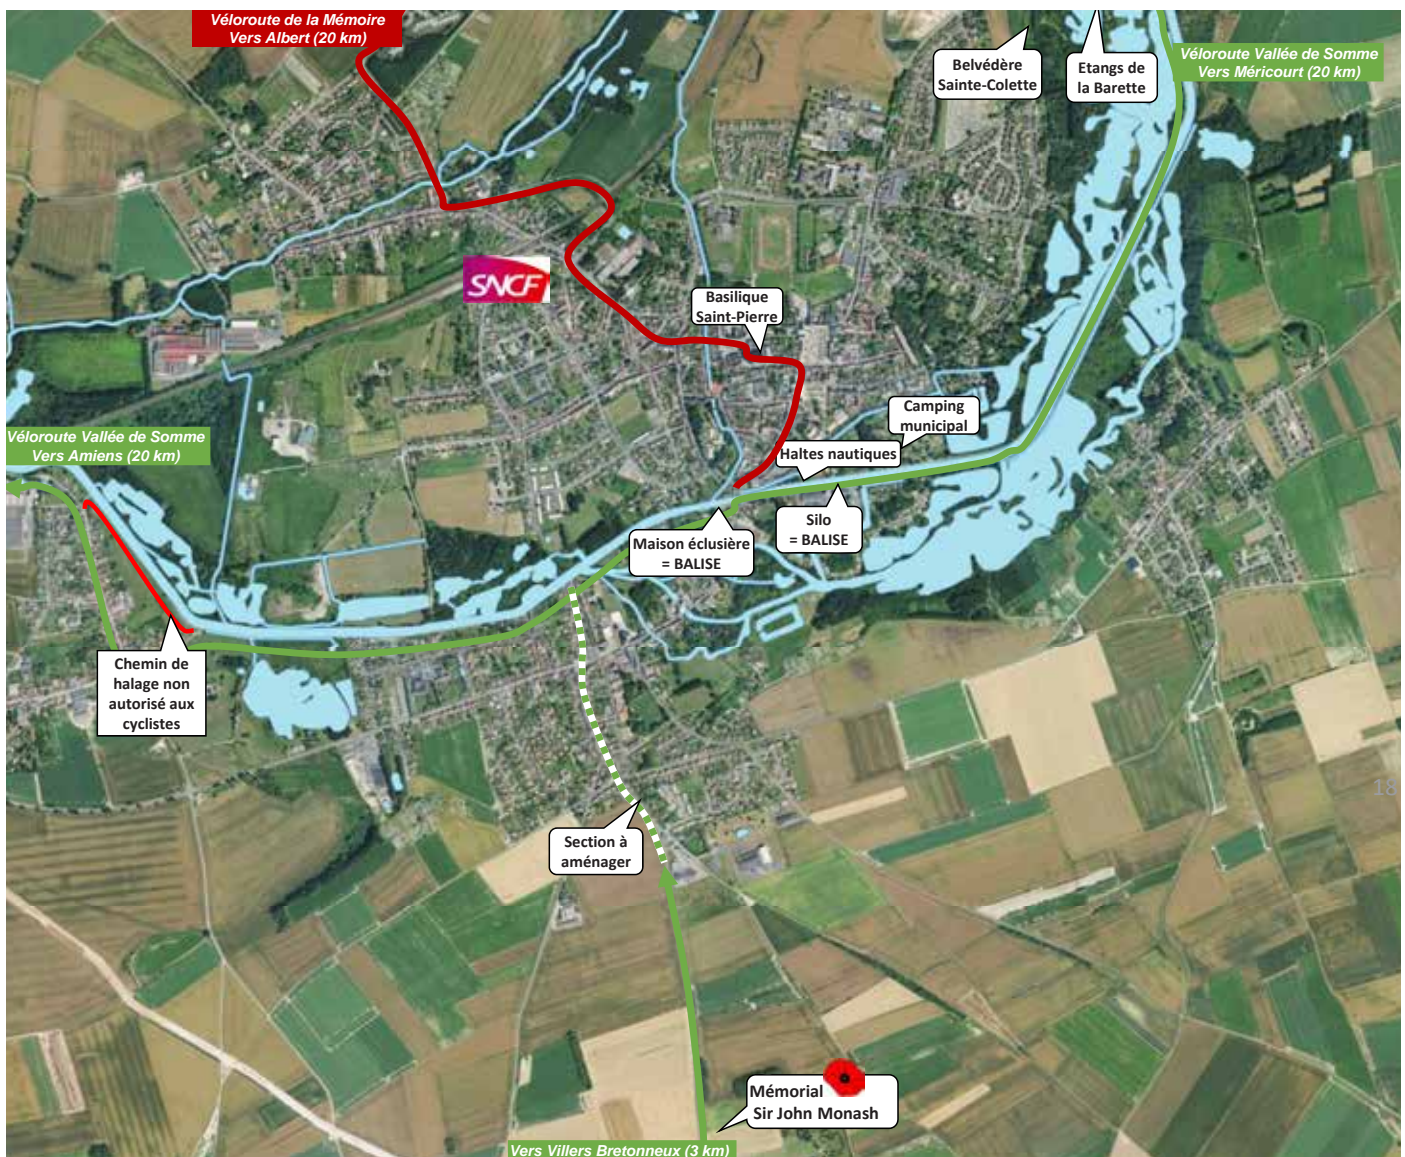 Véloroute de la Mémoire
Vers Albert (20 km)
Belvédère
Sainte-Colette
Etangs de
la Barette
Véloroute Vallée de Somme
Vers Méricourt (20 km)
SNCF
Basilique
Saint-Pierre
Camping
municipal
Haltes nautiques
Véloroute Vallée de Somme
Vers Amiens (20 km)
Silo
= BALISE
Maison éclusière
= BALISE
Chemin de
halage non
autorisé aux
cyclistes
18
Section à
aménager
Mémorial
Sir John Monash
Vers Villers Bretonneux (3 km)